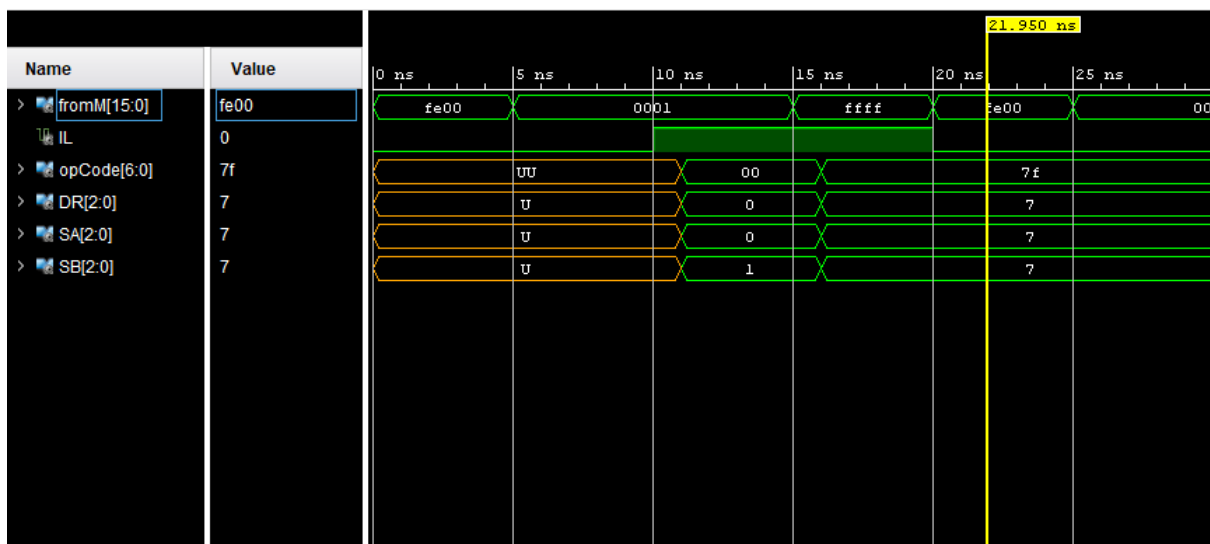 21.950 ns
Name Value
0 ns 5 ns 10 ns 15 ns 20 ns 25 ns
fromM[15:0] fe00 fe00 0001 ffff fe00 00
IL 0
opCode[6:0] 7f UU 00 7f
DR[2:0] 7 U 0 7
SA[2:0] 7 U 0 7
SB[2:0] 7 U 1 7